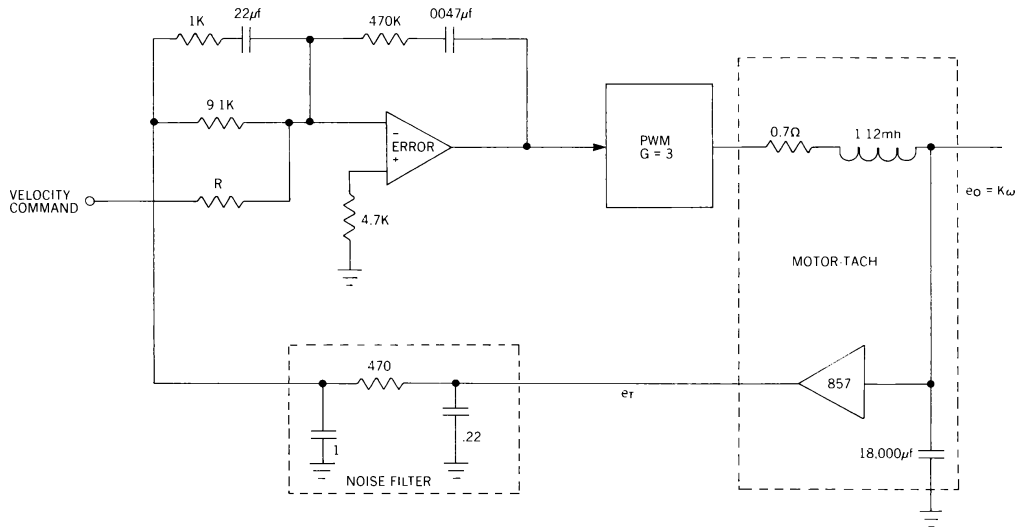 1K
22µf
470K
0047µf
9 1K
R
VELOCITY
COMMAND
ERROR
−
+
4.7K
PWM
G = 3
0.7Ω
1 12mh
eo = Kω
MOTOR-TACH
857
18,000µf
eT
470
1
.22
NOISE FILTER